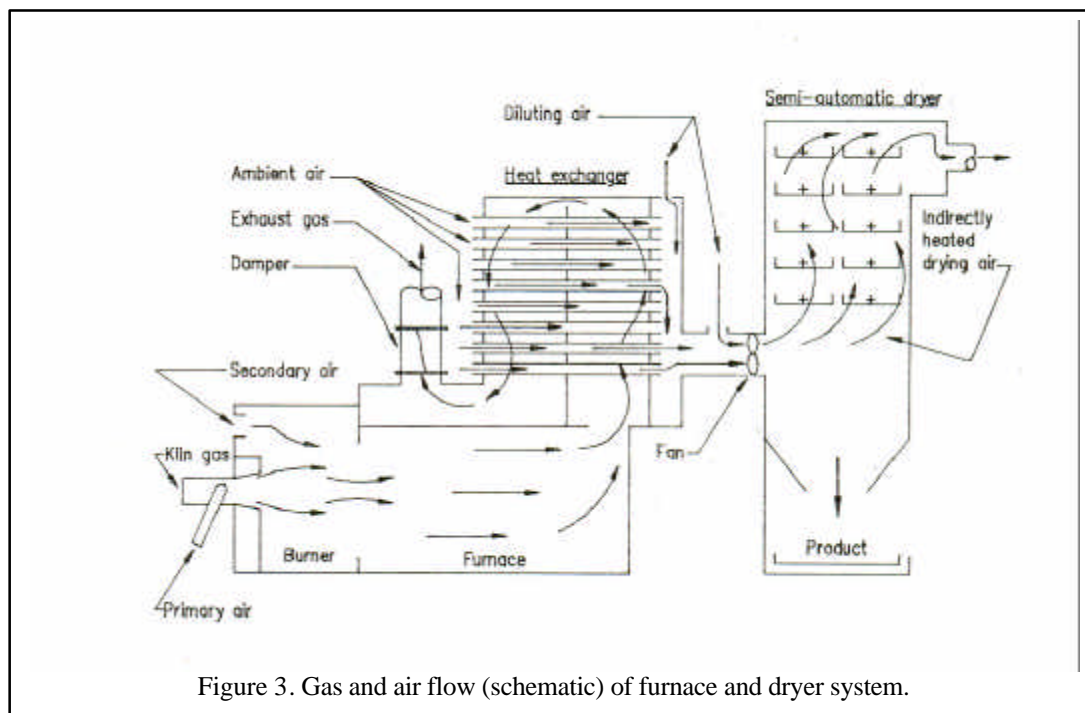 Semi-automatic dryer
Diluting air
Ambient air
Heat exchanger
Exhaust gas
Damper
Indirectly
heated
drying air
Secondary air
Kiln gas
Fan
Burner
Furnace
Product
Primary air
Figure 3. Gas and air flow (schematic) of furnace and dryer system.